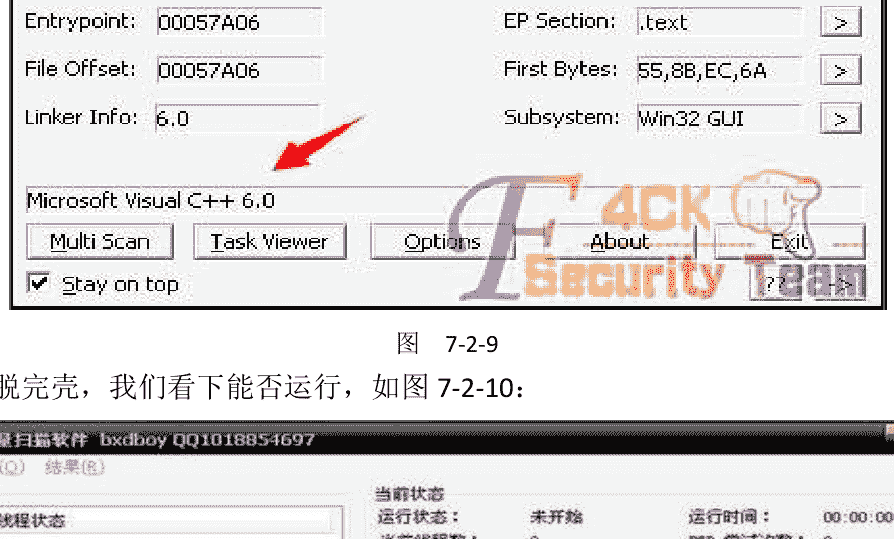 Entrypoint: 00057A06 EP Section: .text >
File Offset: 00057A06 First Bytes: 55,8B,EC,6A >
Linker Info: 6.0 Subsystem: Win32 GUI >
Microsoft Visual C++ 6.0
Multi Scan Task Viewer Options About Exit
Stay on top ?? ->
F4CK
Security Team
图 7-2-9
脱完壳，我们看下能否运行，如图 7-2-10：
量扫描软件 bxdboy QQ1018854697
(O) 结果(R)
当前状态
线程状态 运行状态： 未开始 运行时间： 00:00:00